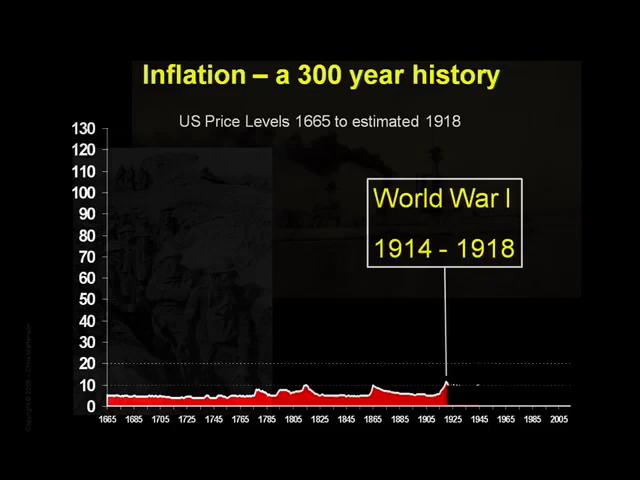 Inflation – a 300 year history
US Price Levels 1665 to estimated 1918
130
120
110
100
90
80
70
60
50
40
30
20
10
0
World War I
1914 - 1918
1665 1685 1705 1725 1745 1765 1785 1805 1825 1845 1865 1885 1905 1925 1945 1965 1985 2005